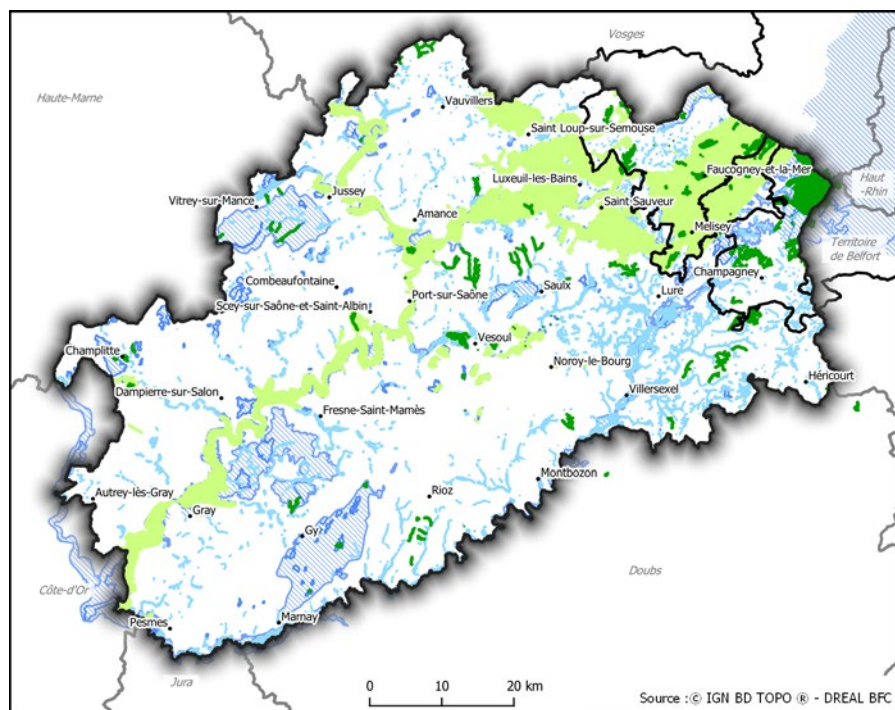 Vosges
Haute-Marne
Vauvillers
Saint Loup-sur-Semouse
Faucogney-et-la-Mer
Haut
-Rhin
Luxeuil-les-Bains
Jussey
Vitrey-sur-Mance
Saint Sauveur
Amance
Melisey
Territoire
de Belfort
Champagney
Combeaufontaine
Saulx
Lure
Port-sur-Saône
Scey-sur-Saône-et-Saint-Albin
Vesoul
Champlitte
Noroy-le-Bourg
Héricourt
Dampierre-sur-Salon
Villersexel
Fresne-Saint-Mamès
Montbozon
Autrey-lès-Gray
Rioz
Gray
Gy
Doubs
Côte-d'Or
Marnay
Pesmes
Jura
0 10 20 km
Source :© IGN BD TOPO ® - DREAL BFC